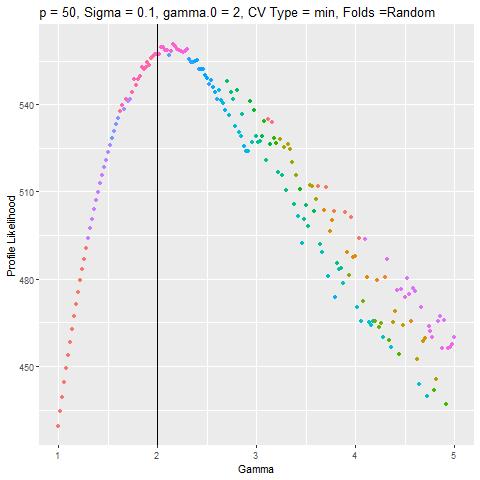 p = 50, Sigma = 0.1, gamma.0 = 2, CV Type = min, Folds =Random
Profile Likelihood
540
510
480
450
1 2 3 4 5
Gamma